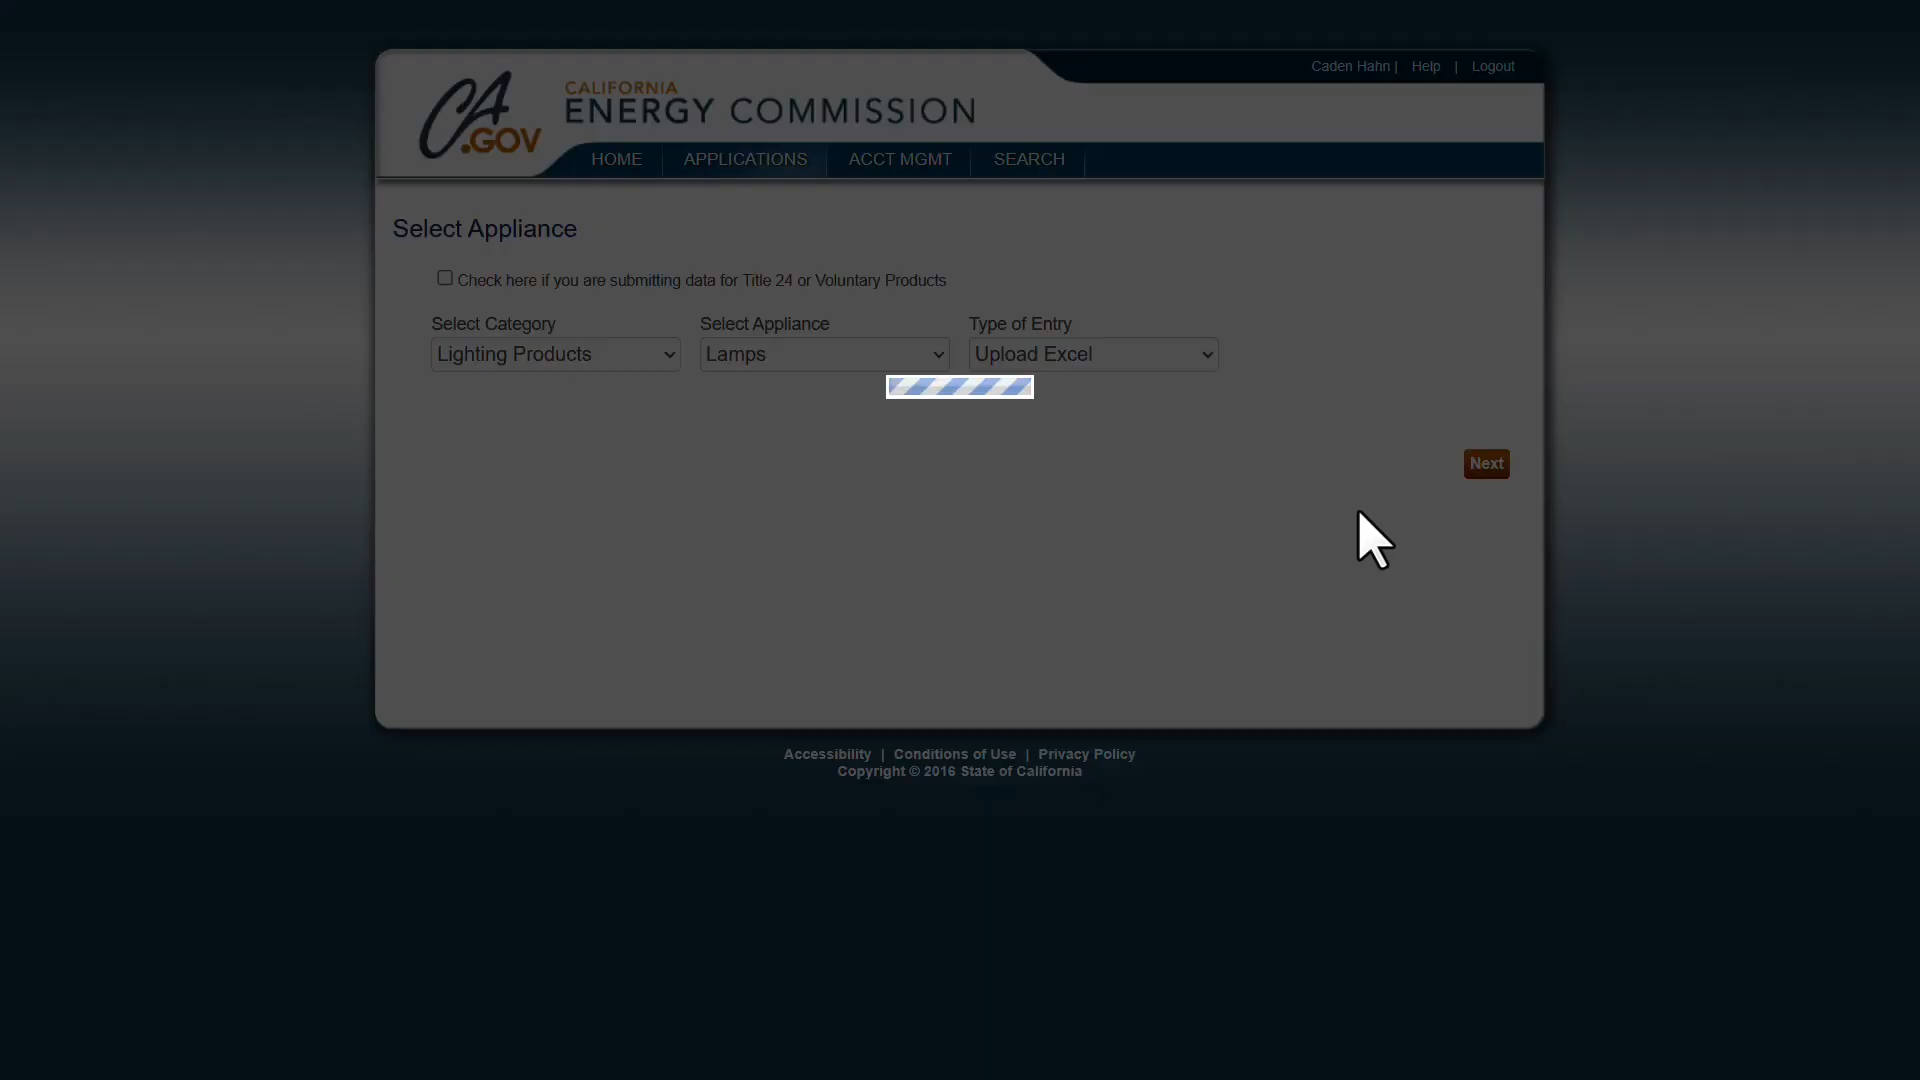 Caden Hahn | Help | Logout
CA.GOV
CALIFORNIA
ENERGY COMMISSION
HOME APPLICATIONS ACCT MGMT SEARCH
Select Appliance
Check here if you are submitting data for Title 24 or Voluntary Products
Select Category Select Appliance Type of Entry
Lighting Products Lamps Upload Excel
Next
Accessibility | Conditions of Use | Privacy Policy
Copyright © 2016 State of California